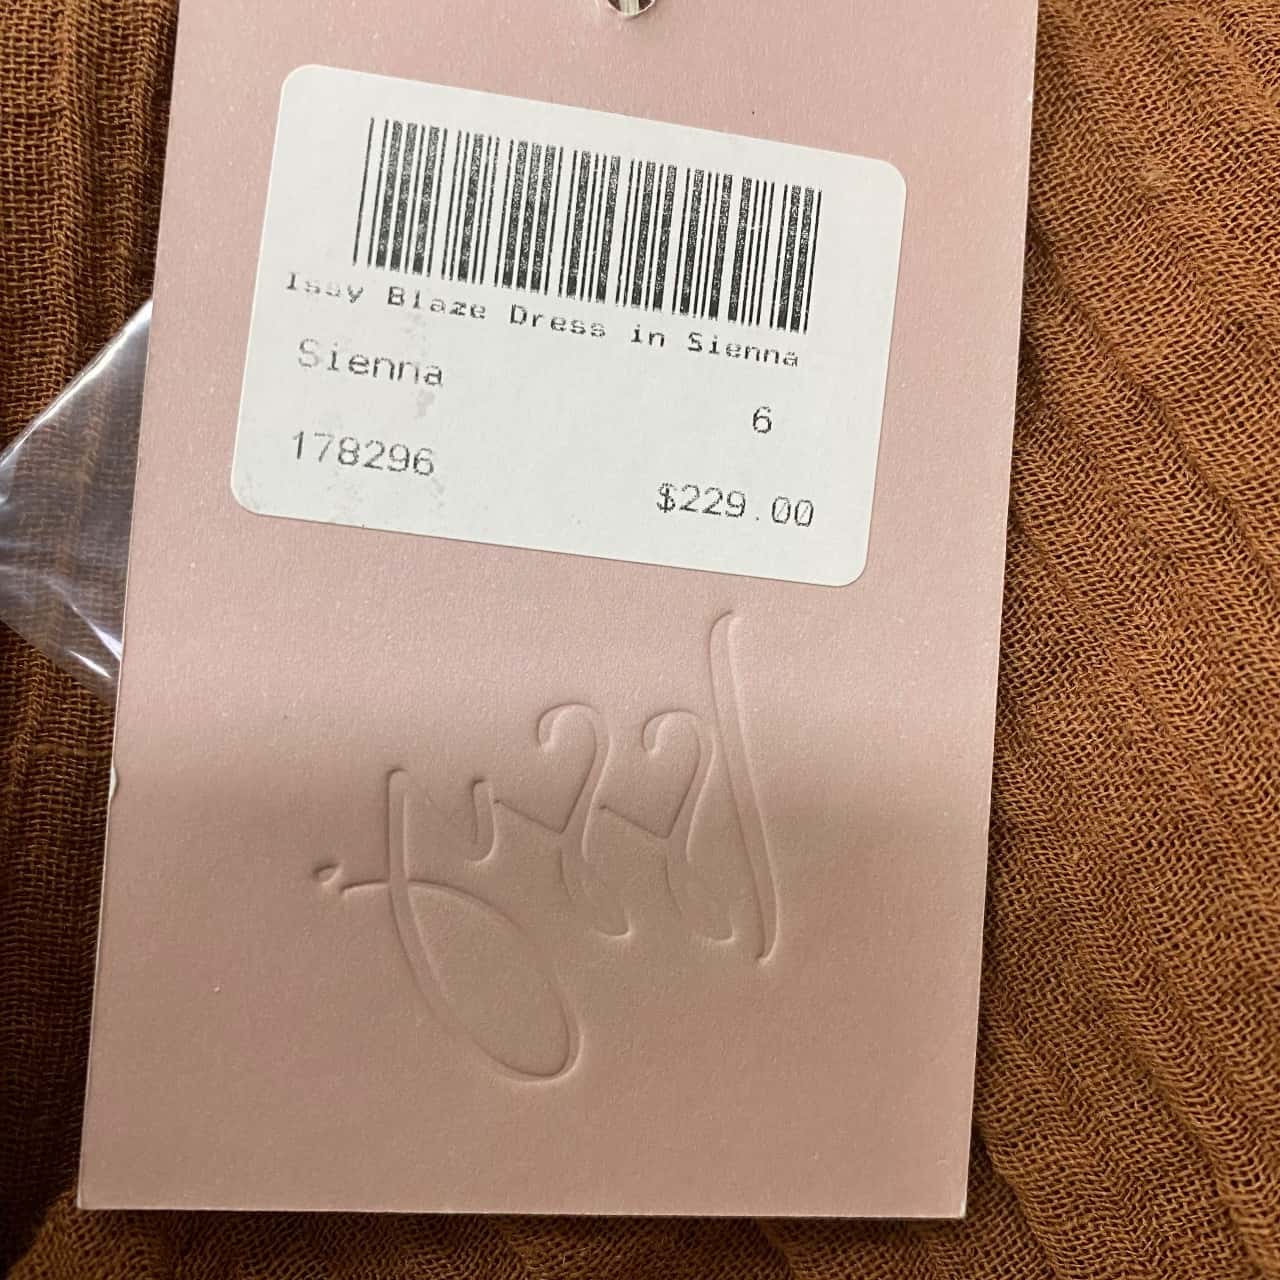 Issy Blaze Dress in Sienna
Sienna
6
178296
$229.00